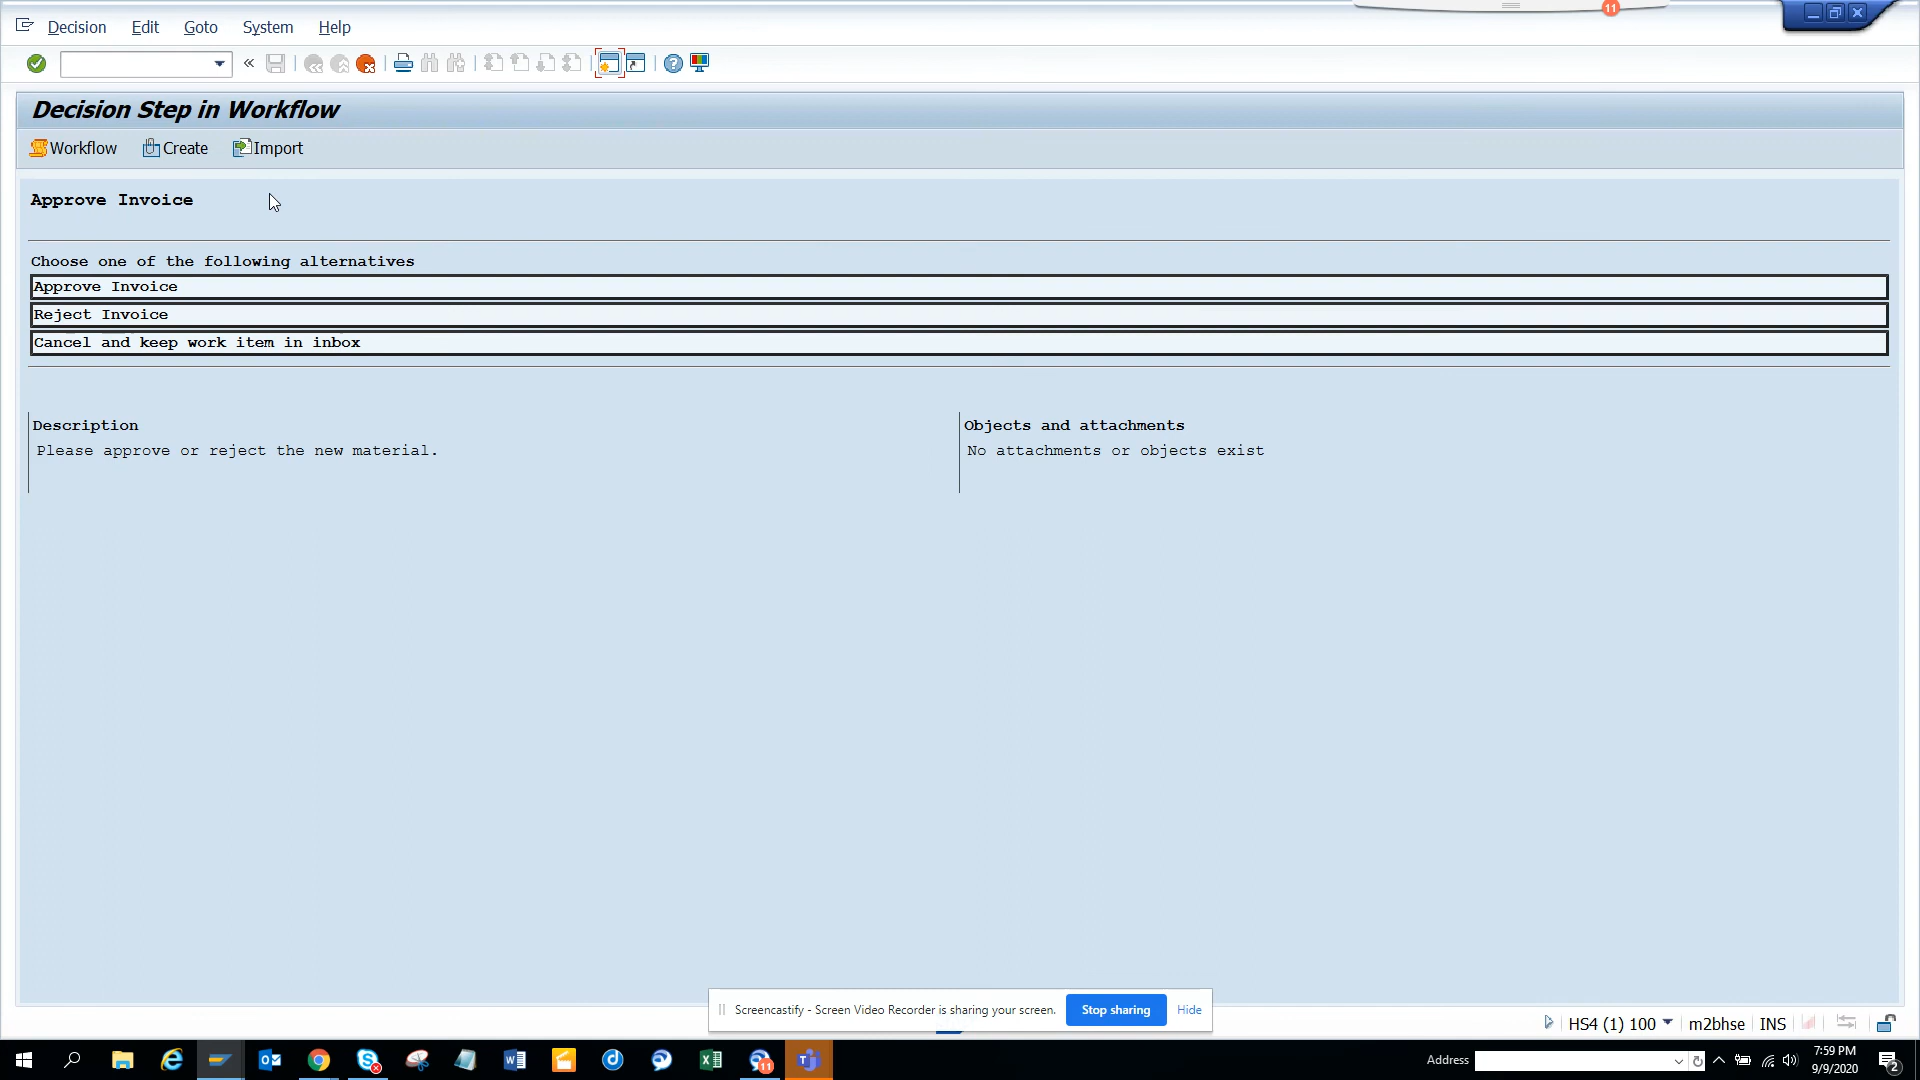 Decision Edit Goto System Help
11
Decision Step in Workflow
Workflow Create Import
Approve Invoice
Choose one of the following alternatives
Approve Invoice
Reject Invoice
Cancel and keep work item in inbox
Description
Please approve or reject the new material.
Objects and attachments
No attachments or objects exist
Screencastify - Screen Video Recorder is sharing your screen. Stop sharing Hide
HS4 (1) 100 m2bhse INS
Address
7:59 PM
9/9/2020
11
2